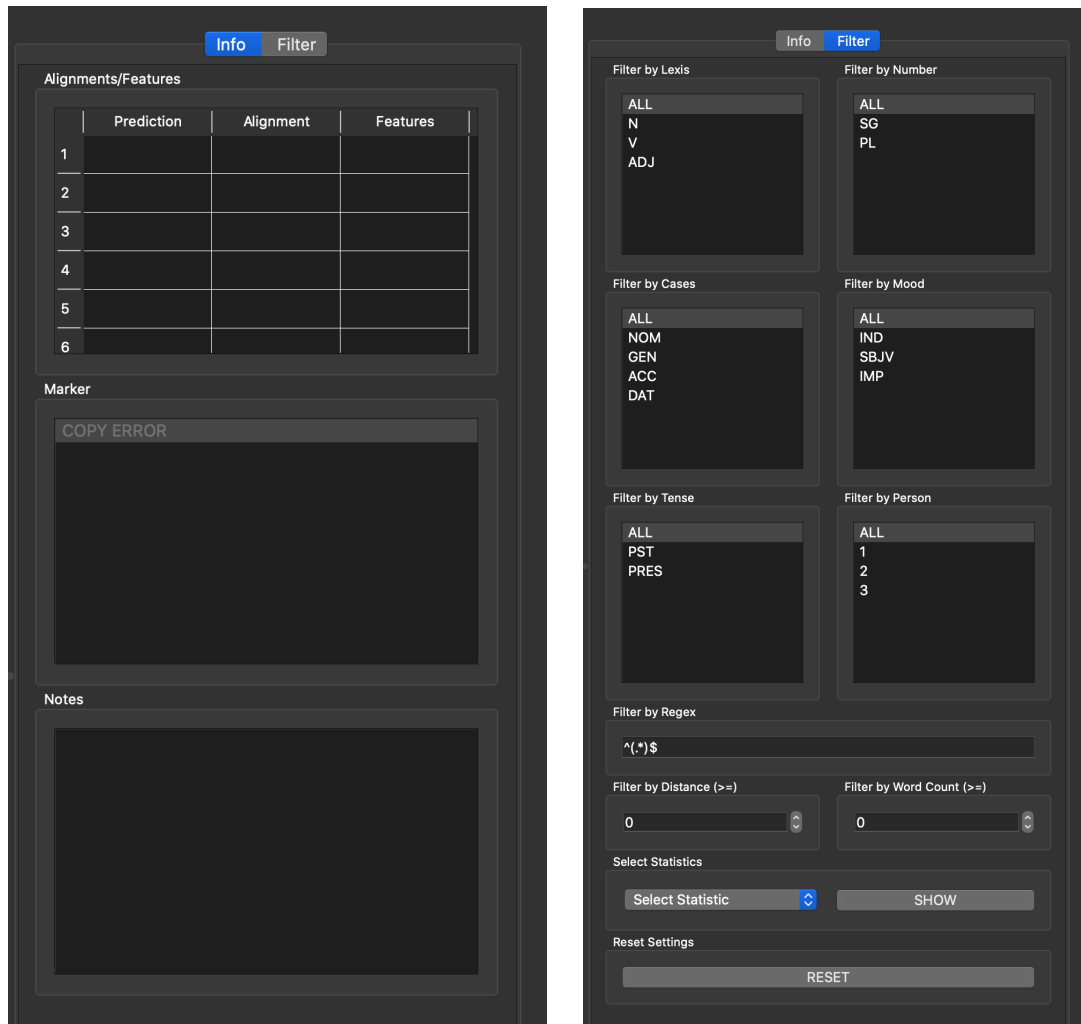 Info Filter
Alignments/Features
Prediction Alignment Features
1
2
3
4
5
6
Marker
COPY ERROR
Notes
Info Filter
Filter by Lexis
ALL
N
V
ADJ
Filter by Number
ALL
SG
PL
Filter by Cases
ALL
NOM
GEN
ACC
DAT
Filter by Mood
ALL
IND
SBJV
IMP
Filter by Tense
ALL
PST
PRES
Filter by Person
ALL
1
2
3
Filter by Regex
^(.*)$
Filter by Distance (>=)
0
Filter by Word Count (>=)
0
Select Statistics
Select Statistic
SHOW
Reset Settings
RESET